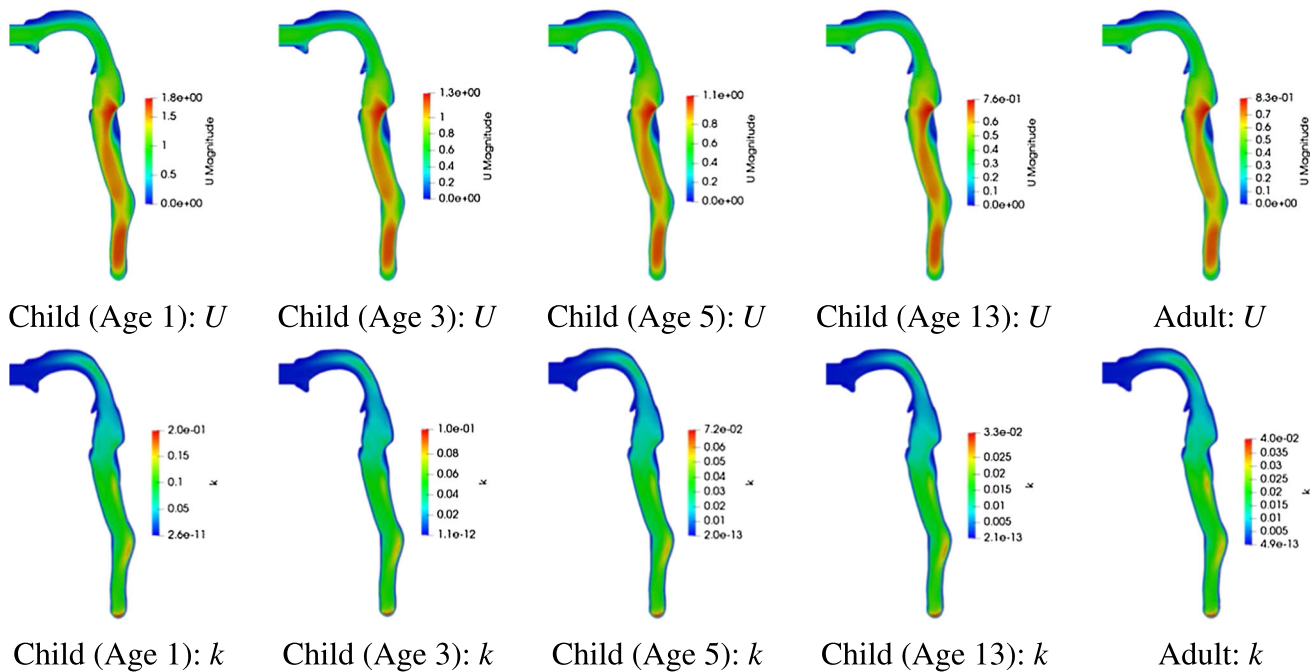 1.8e+00
1.5
1
0.5
0.0e+00
U Magnitude
1.3e+00
1
0.8
0.6
0.4
0.2
0.0e+00
U Magnitude
1.1e+00
0.8
0.6
0.4
0.2
0.0e+00
U Magnitude
7.6e-01
0.6
0.5
0.4
0.3
0.2
0.1
0.0e+00
U Magnitude
8.3e-01
0.7
0.6
0.5
0.4
0.3
0.2
0.1
0.0e+00
U Magnitude
Child (Age 1): U
Child (Age 3): U
Child (Age 5): U
Child (Age 13): U
Adult: U
2.0e-01
0.15
0.1
0.05
2.6e-11
k
1.0e-01
0.08
0.06
0.04
0.02
1.1e-12
k
7.2e-02
0.06
0.05
0.04
0.03
0.02
0.01
2.0e-13
k
3.3e-02
0.025
0.02
0.015
0.01
0.005
2.1e-13
k
4.0e-02
0.035
0.03
0.025
0.02
0.015
0.01
0.005
4.9e-13
k
Child (Age 1): k
Child (Age 3): k
Child (Age 5): k
Child (Age 13): k
Adult: k